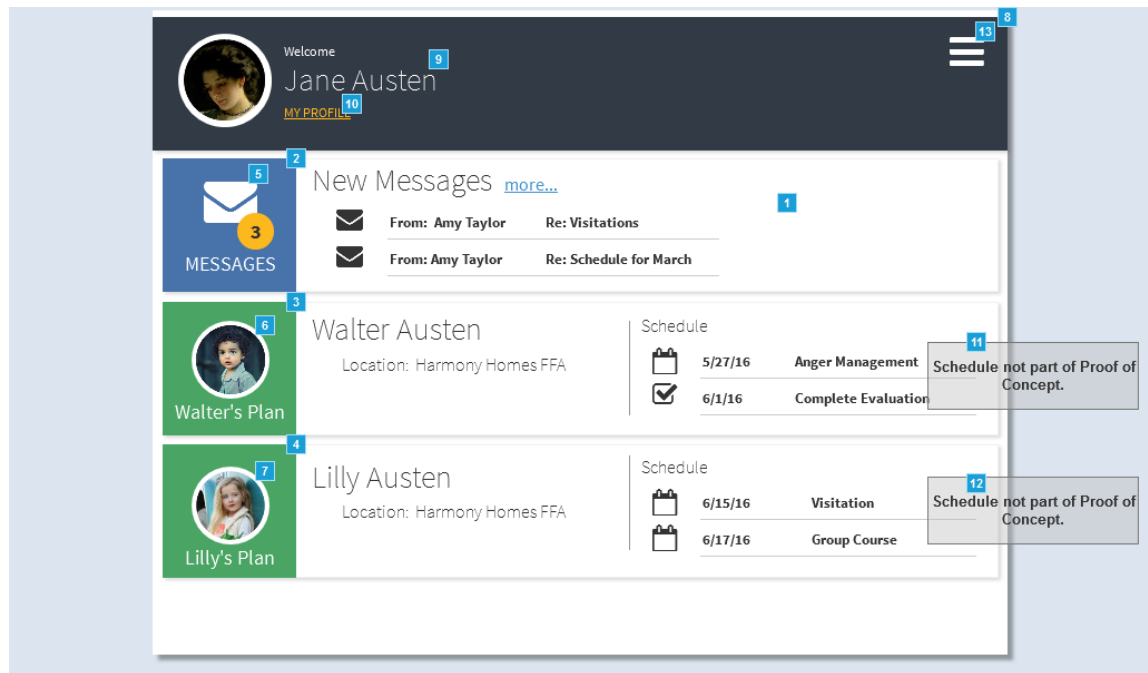 8
13
Welcome
9
Jane Austen
10
MY PROFILE
2
5
New Messages more...
1
From: Amy Taylor Re: Visitations
3
MESSAGES
From: Amy Taylor Re: Schedule for March
3
6
Walter Austen
Schedule
Location: Harmony Homes FFA
5/27/16 Anger Management
11
Schedule not part of Proof of
Concept.
6/1/16 Complete Evaluation
Walter's Plan
4
7
Lilly Austen
Schedule
Location: Harmony Homes FFA
6/15/16 Visitation
12
Schedule not part of Proof of
Concept.
6/17/16 Group Course
Lilly's Plan